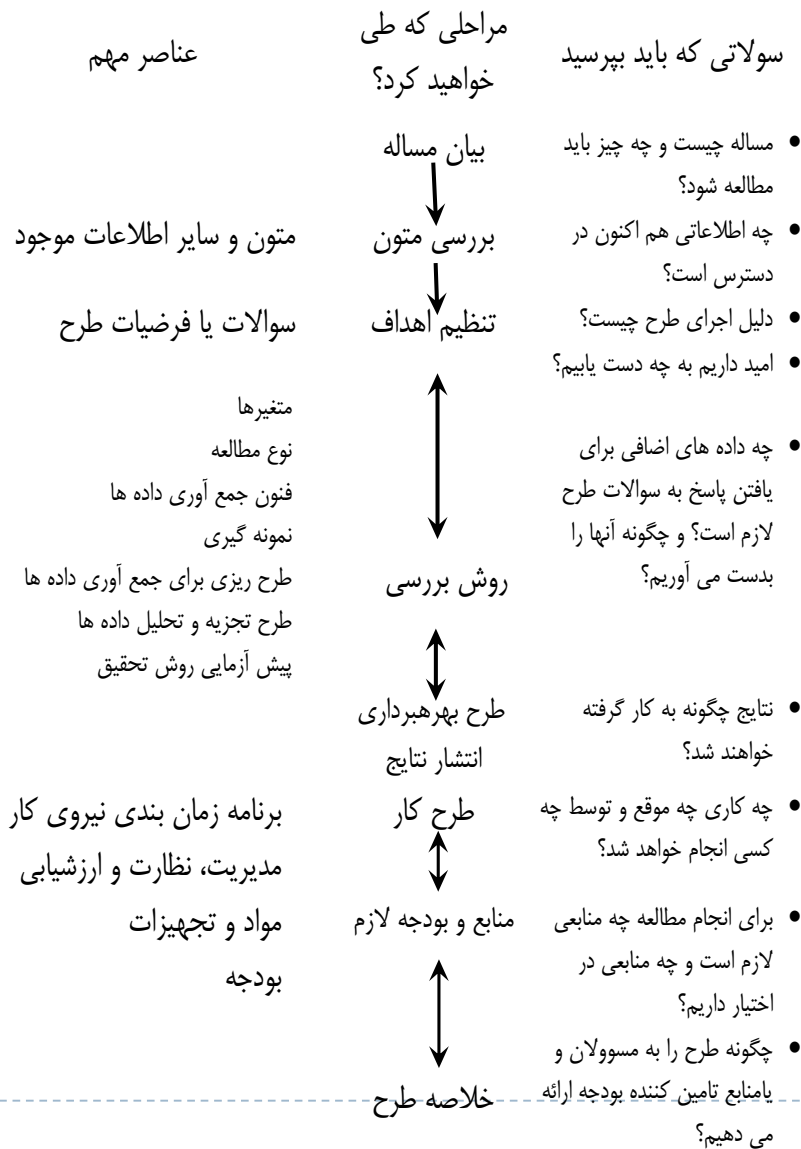 سولاتی که باید بپرسید
مراحلی که طی
خواهید کرد؟
عناصر مهم
• مساله چیست و چه چیز باید
مطالعه شود؟
بیان مساله
• چه اطلاعاتی هم اکنون در
دسترس است؟
بررسی متون
متون و سایر اطلاعات موجود
• دلیل اجرای طرح چیست؟
• امید داریم به چه دست یابیم؟
تنظیم اهداف
سوالات یا فرضیات طرح
• چه داده های اضافی برای
یافتن پاسخ به سوالات طرح
لازم است؟ و چگونه آنها را
بدست می آوریم؟
روش بررسی
متغیرها
نوع مطالعه
فنون جمع آوری داده ها
نمونه گیری
طرح ریزی برای جمع آوری داده ها
طرح تجزیه و تحلیل داده ها
پیش آزمایی روش تحقیق
• نتایج چگونه به کار گرفته
خواهند شد؟
طرح بهرهبرداری
انتشار نتایج
• چه کاری چه موقع و توسط چه
کسی انجام خواهد شد؟
طرح کار
برنامه زمان بندی نیروی کار
مدیریت، نظارت و ارزشیابی
• برای انجام مطالعه چه منابعی
لازم است و چه منابعی در
اختیار داریم؟
منابع و بودجه لازم
مواد و تجهیزات
بودجه
• چگونه طرح را به مسوولان و
یامنابع تامین کننده بودجه ارائه
می دهیم؟
خلاصه طرح